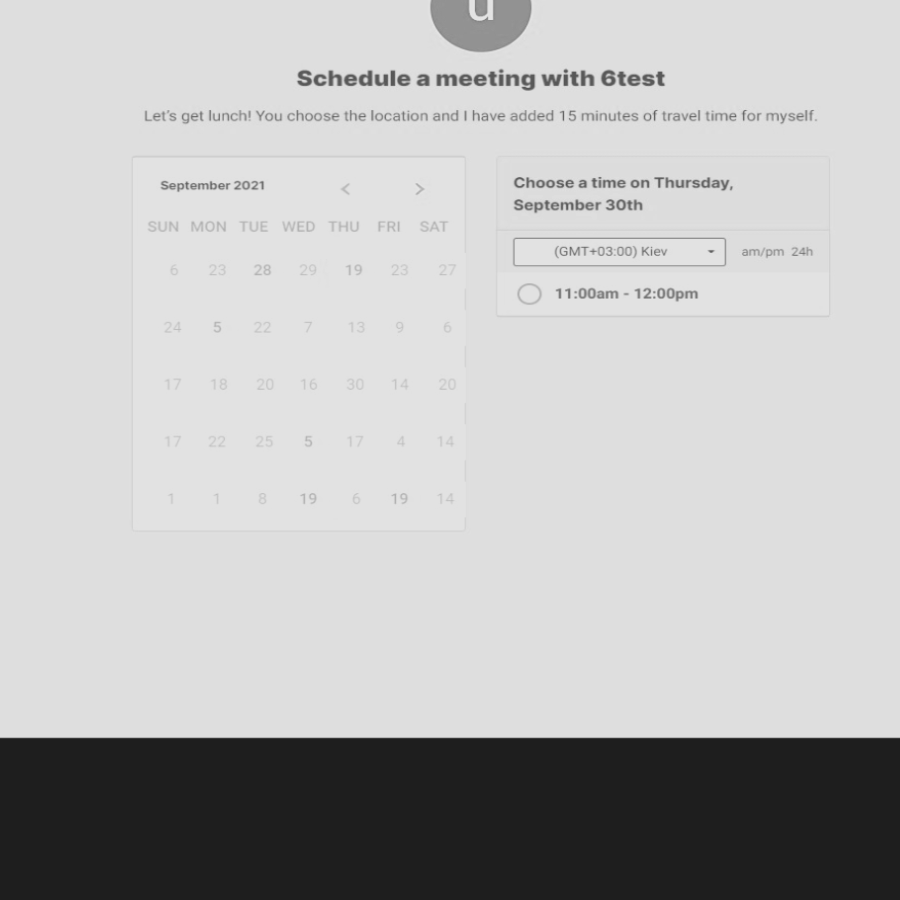 u
Schedule a meeting with 6test
Let's get lunch! You choose the location and I have added 15 minutes of travel time for myself.
September 2021 < >
SUN MON TUE WED THU FRI SAT
6 23 28 29 19 23 27
24 5 22 7 13 9 6
17 18 20 16 30 14 20
17 22 25 5 17 4 14
1 1 8 19 6 19 14
Choose a time on Thursday,
September 30th
(GMT+03:00) Kiev am/pm 24h
11:00am - 12:00pm